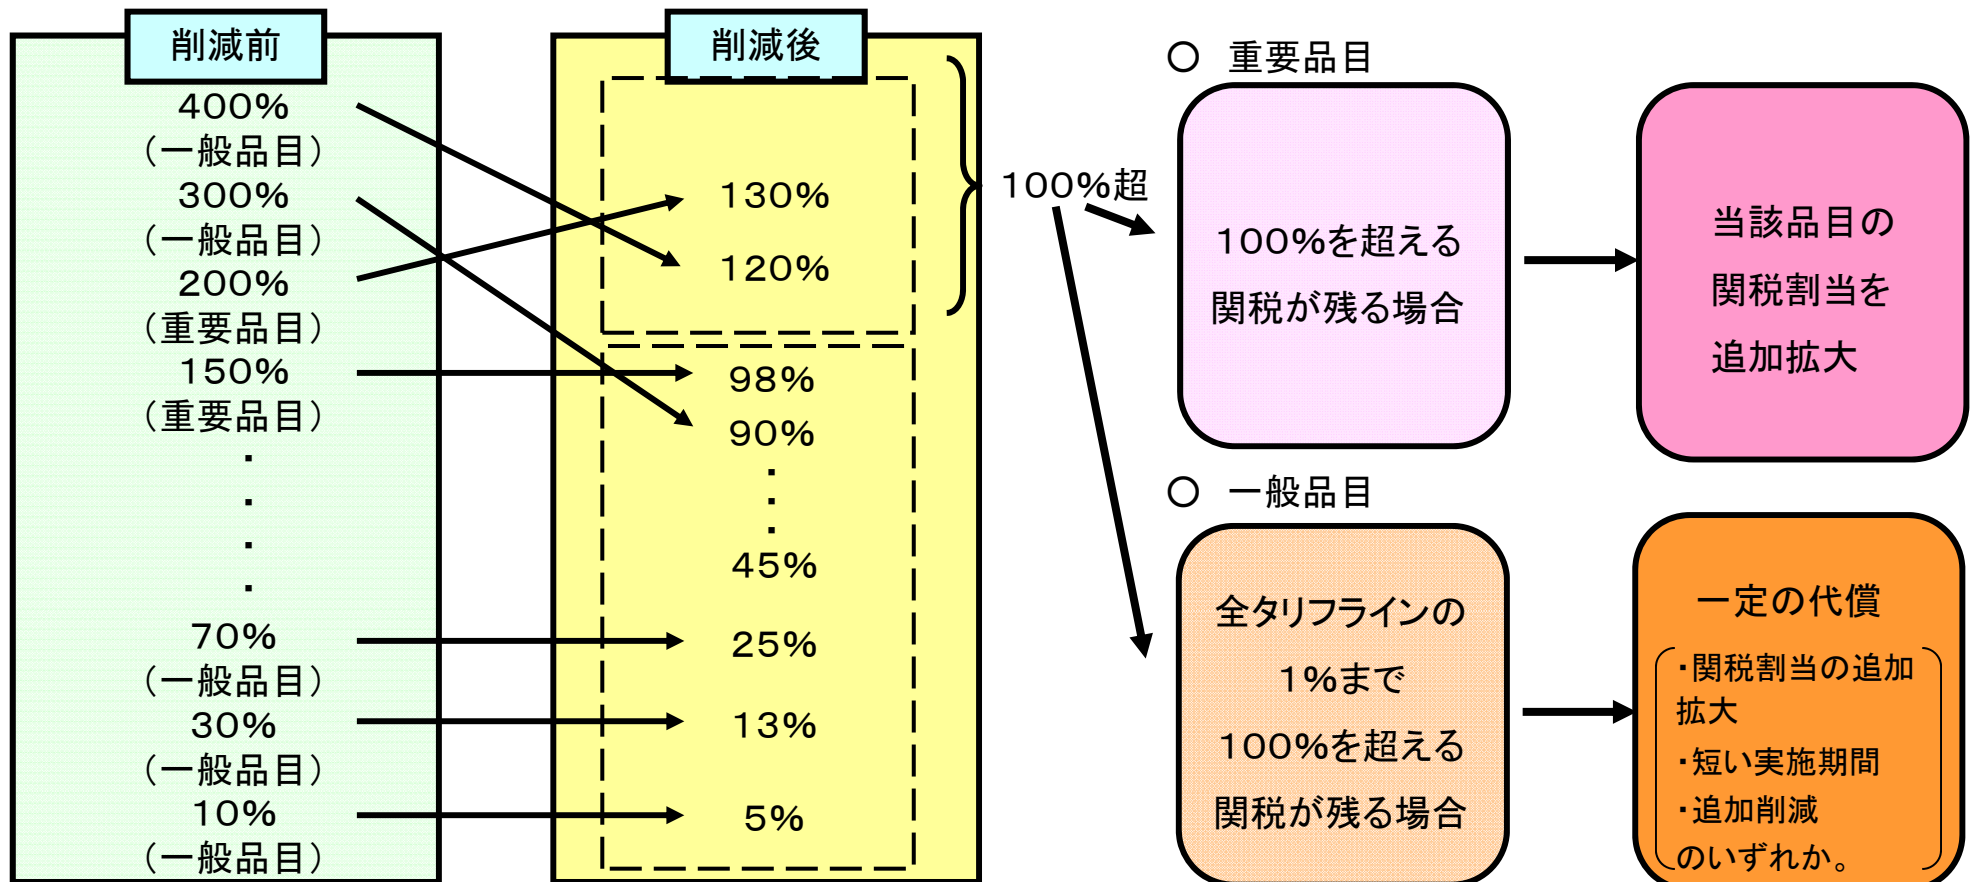 削減前
400%
（一般品目）
300%
（一般品目）
200%
（重要品目）
150%
（重要品目）
・
・
・
・
70%
（一般品目）
30%
（一般品目）
10%
（一般品目）
削減後
130%
120%
98%
90%
・
・
・
45%
25%
13%
5%
100%超
○　重要品目
100%を超える
関税が残る場合
当該品目の
関税割当を
追加拡大
○　一般品目
全タリフラインの
1%まで
100%を超える
関税が残る場合
一定の代償
・関税割当の追加
拡大
・短い実施期間
・追加削減
のいずれか。